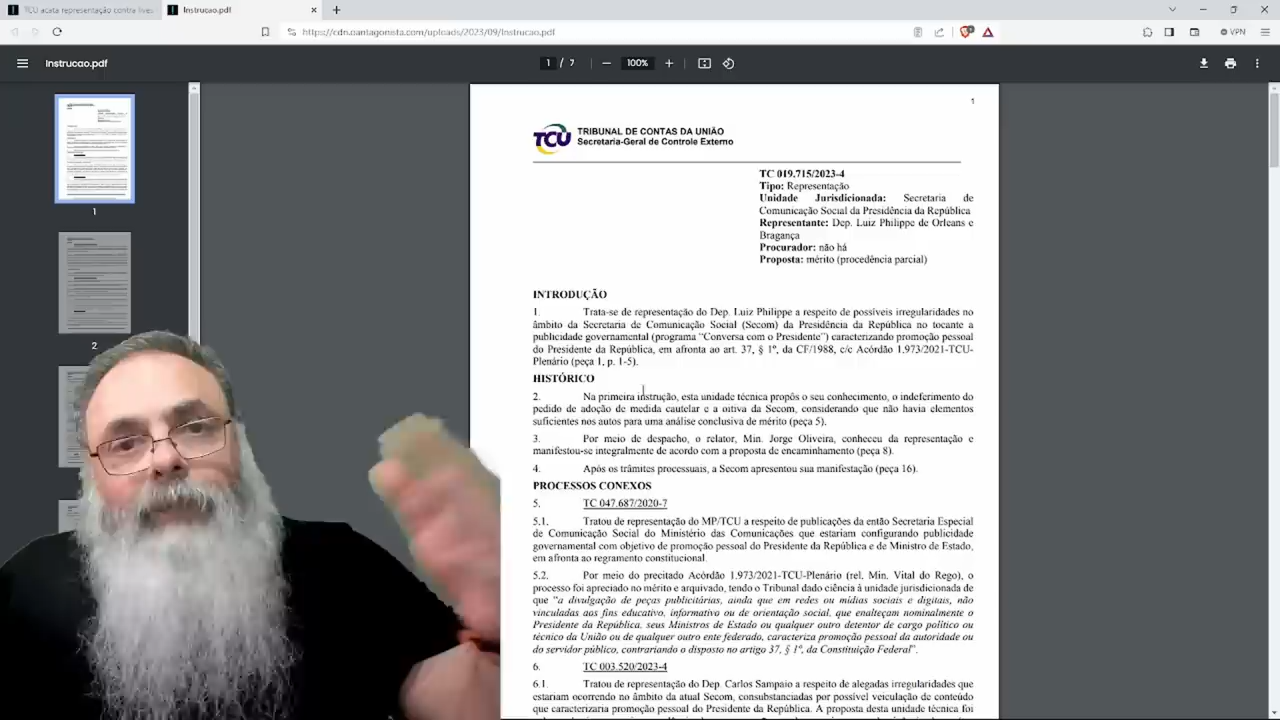 TCU acata representação contra lives
Instrucao.pdf
https://cdn.oantagonista.com/uploads/2023/09/Instrucao.pdf
VPN
Instrucao.pdf
1 / 7
100%
1
2
1
TCU
TRIBUNAL DE CONTAS DA UNIÃO
Secretaria-Geral de Controle Externo
TC 019.715/2023-4
Tipo: Representação
Unidade Jurisdicionada: Secretaria de
Comunicação Social da Presidência da República
Representante: Dep. Luiz Philippe de Orleans e
Bragança
Procurador: não há
Proposta: mérito (procedência parcial)
INTRODUÇÃO
1. Trata-se de representação do Dep. Luiz Philippe a respeito de possíveis irregularidades no
âmbito da Secretaria de Comunicação Social (Secom) da Presidência da República no tocante a
publicidade governamental (programa “Conversa com o Presidente”) caracterizando promoção pessoal
do Presidente da República, em afronta ao art. 37, § 1º, da CF/1988, c/c Acórdão 1.973/2021-TCU-
Plenário (peça 1, p. 1-5).
HISTÓRICO
2. Na primeira instrução, esta unidade técnica propôs o seu conhecimento, o indeferimento do
pedido de adoção de medida cautelar e a oitiva da Secom, considerando que não havia elementos
suficientes nos autos para uma análise conclusiva de mérito (peça 5).
3. Por meio de despacho, o relator, Min. Jorge Oliveira, conheceu da representação e
manifestou-se integralmente de acordo com a proposta de encaminhamento (peça 8).
4. Após os trâmites processuais, a Secom apresentou sua manifestação (peça 16).
PROCESSOS CONEXOS
5. TC 047.687/2020-7
5.1. Tratou de representação do MP/TCU a respeito de publicações da então Secretaria Especial
de Comunicação Social do Ministério das Comunicações que estariam configurando publicidade
governamental com objetivo de promoção pessoal do Presidente da República e de Ministro de Estado,
em afronta ao regramento constitucional.
5.2. Por meio do precitado Acórdão 1.973/2021-TCU-Plenário (rel. Min. Vital do Rego), o
processo foi apreciado no mérito e arquivado, tendo o Tribunal dado ciência à unidade jurisdicionada de
que “a divulgação de peças publicitárias, ainda que em redes ou mídias sociais e digitais, não
vinculadas aos fins educativo, informativo ou de orientação social, que enalteçam nominalmente o
Presidente da República, seus Ministros de Estado ou qualquer outro detentor de cargo político ou
técnico da União ou de qualquer outro ente federado, caracteriza promoção pessoal da autoridade ou
do servidor público, contrariando o disposto no artigo 37, § 1º, da Constituição Federal”.
6. TC 003.520/2023-4
6.1. Tratou de representação do Dep. Carlos Sampaio a respeito de alegadas irregularidades que
estariam ocorrendo no âmbito da atual Secom, consubstanciadas por possível veiculação de conteúdo
que caracterizaria promoção pessoal do Presidente da República. A proposta desta unidade técnica foi